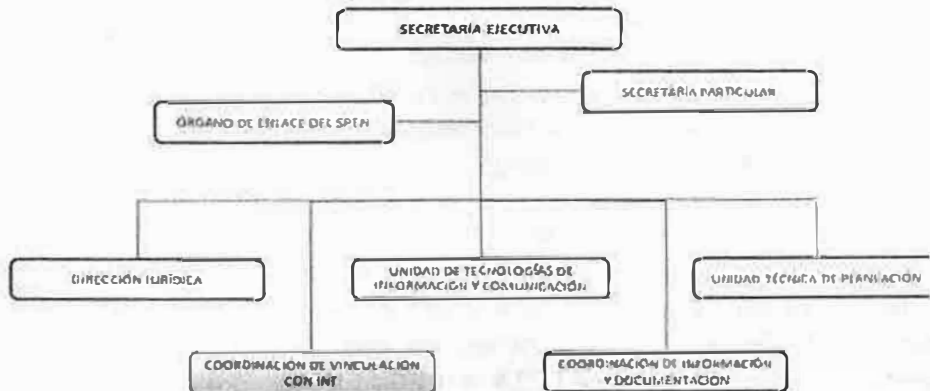 SECRETARÍA EJECUTIVA
SECRETARÍA PARTICULAR
ÓRGANO DE ENLACE DEL SPEN
DIRECCIÓN JURÍDICA
UNIDAD DE TECNOLOGÍAS DE
INFORMACIÓN Y COMUNICACIÓN
UNIDAD TÉCNICA DE PLANEACIÓN
COORDINACIÓN DE VINCULACIÓN
CON INE
COORDINACIÓN DE INFORMACIÓN
Y DOCUMENTACIÓN